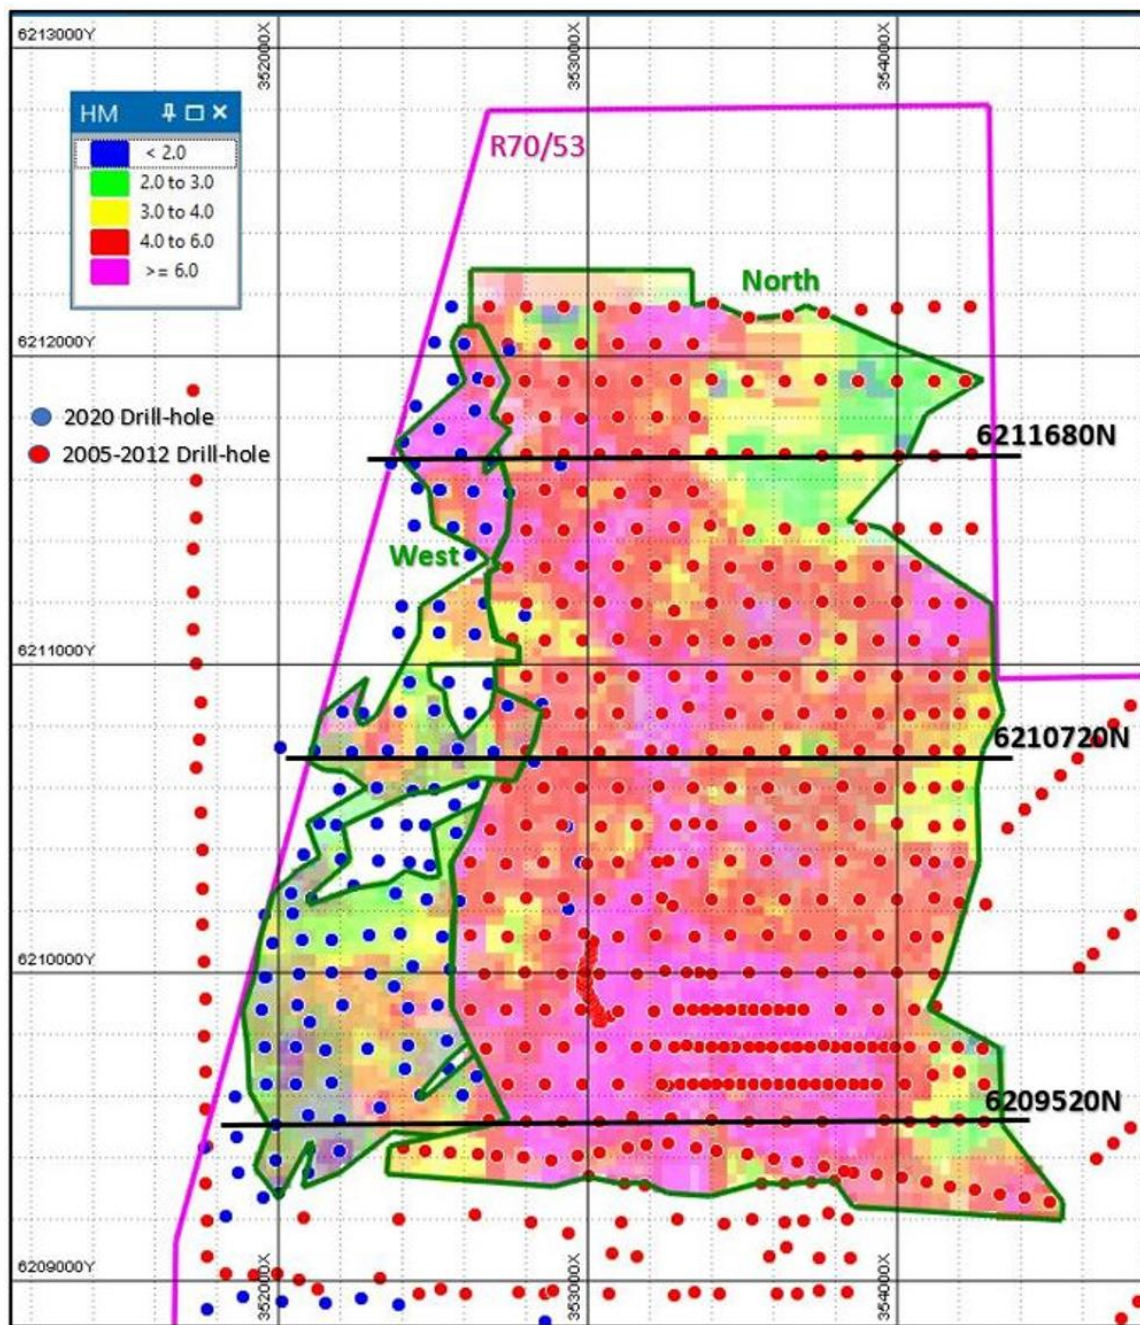 6213000Y
352000X
353000X
354000X
HM
< 2.0
2.0 to 3.0
3.0 to 4.0
4.0 to 6.0
>= 6.0
R70/53
North
6212000Y
2020 Drill-hole
2005-2012 Drill-hole
6211680N
West
6211000Y
6210720N
6210000Y
6209520N
6209000Y
352000X
353000X
354000X